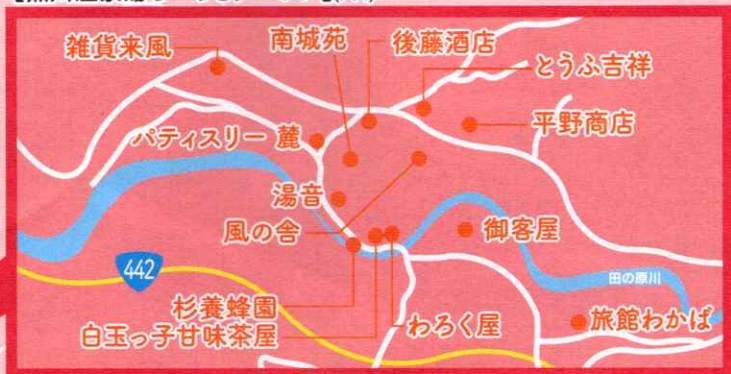 雑貨来風
南城苑
後藤酒店
とうふ吉祥
パティスリー 麓
平野商店
湯音
風の舎
御客屋
442
田の原川
杉養蜂園
白玉っ子甘味茶屋
わろく屋
旅館わかば